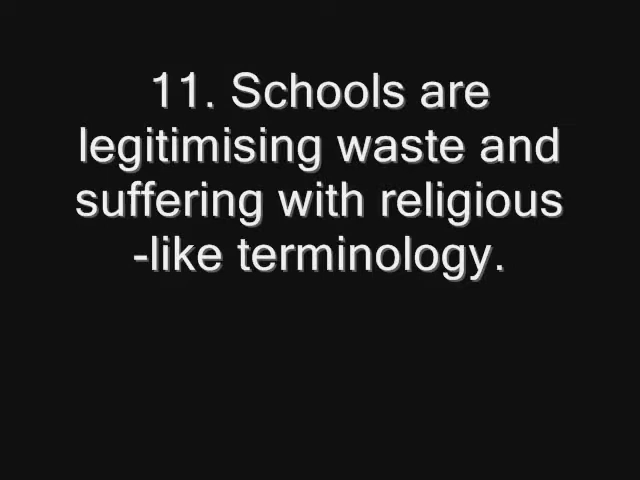 11. Schools are
legitimising waste and
suffering with religious
-like terminology.